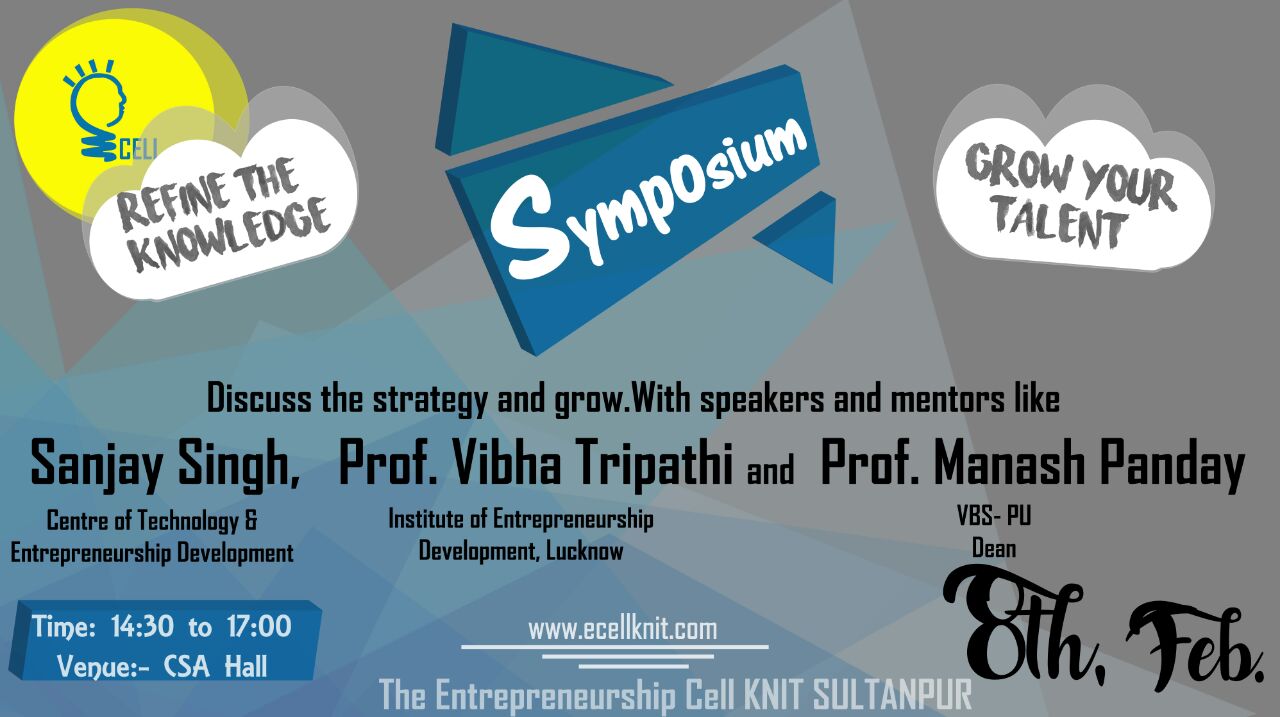 CELL
REFINE THE
KNOWLEDGE
SympOsium
GROW YOUR
TALENT
Discuss the strategy and grow.With speakers and mentors like
Sanjay Singh, Prof. Vibha Tripathi and Prof. Manash Panday
Centre of Technology &
Entrepreneurship Development
Institute of Entrepreneurship
Development, Lucknow
VBS- PU
Dean
8th, Feb.
Time: 14:30 to 17:00
Venue:- CSA Hall
www.ecellknit.com
The Entrepreneurship Cell KNIT SULTANPUR